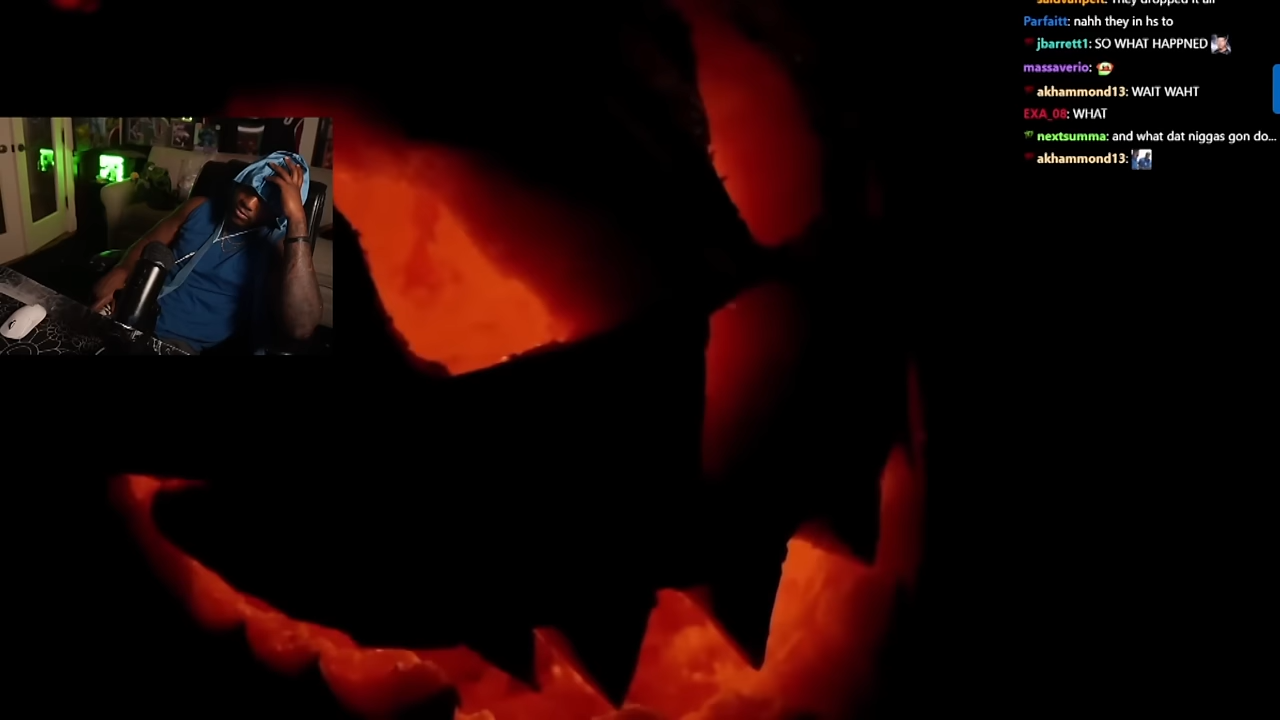 Parfaitt: nahh they in hs to
jbarrett1: SO WHAT HAPPNED
massaverio:
akhammond13: WAIT WAHT
EXA_08: WHAT
nextsumma: and what dat niggas gon do...
akhammond13: